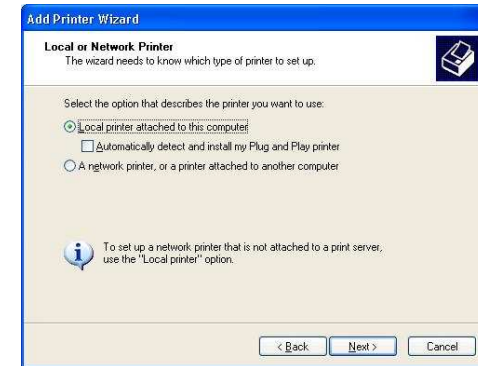 Add Printer Wizard
Local or Network Printer
The wizard needs to know which type of printer to set up.
Select the option that describes the printer you want to use:
Local printer attached to this computer
Automatically detect and install my Plug and Play printer
A network printer, or a printer attached to another computer
To set up a network printer that is not attached to a print server,
use the "Local printer" option.
< Back Next > Cancel